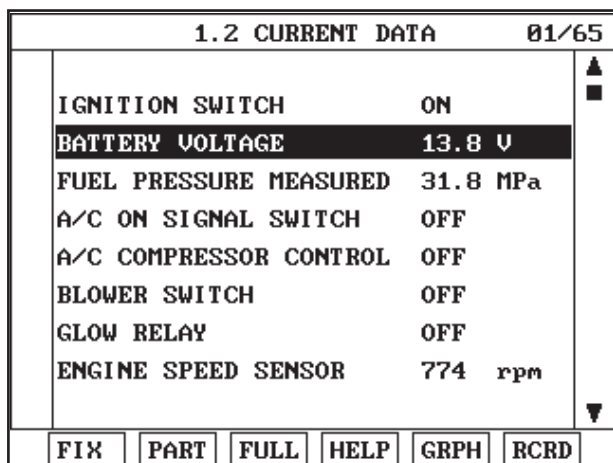 1.2 CURRENT DATA 01/65
IGNITION SWITCH ON
BATTERY VOLTAGE 13.8 V
FUEL PRESSURE MEASURED 31.8 MPa
A/C ON SIGNAL SWITCH OFF
A/C COMPRESSOR CONTROL OFF
BLOWER SWITCH OFF
GLOW RELAY OFF
ENGINE SPEED SENSOR 774 rpm
FIX PART FULL HELP GRPH RCRD